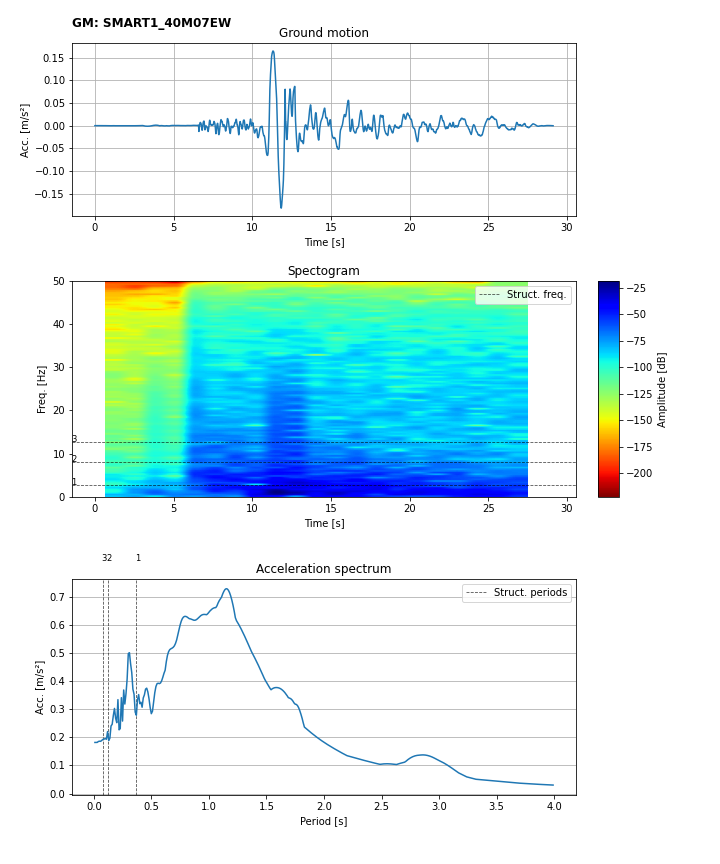 GM: SMART1_40M07EW
Ground motion
Acc. [m/s²]
0.15
0.10
0.05
0.00
−0.05
−0.10
−0.15
0 5 10 15 20 25 30
Time [s]
Spectogram
Freq. [Hz]
50
40
30
20
10
0
3
2
1
Struct. freq.
0 5 10 15 20 25 30
Time [s]
−25
−50
−75
−100
−125
−150
−175
−200
Amplitude [dB]
32 1
Acceleration spectrum
Acc. [m/s²]
0.7
0.6
0.5
0.4
0.3
0.2
0.1
0.0
Struct. periods
0.0 0.5 1.0 1.5 2.0 2.5 3.0 3.5 4.0
Period [s]